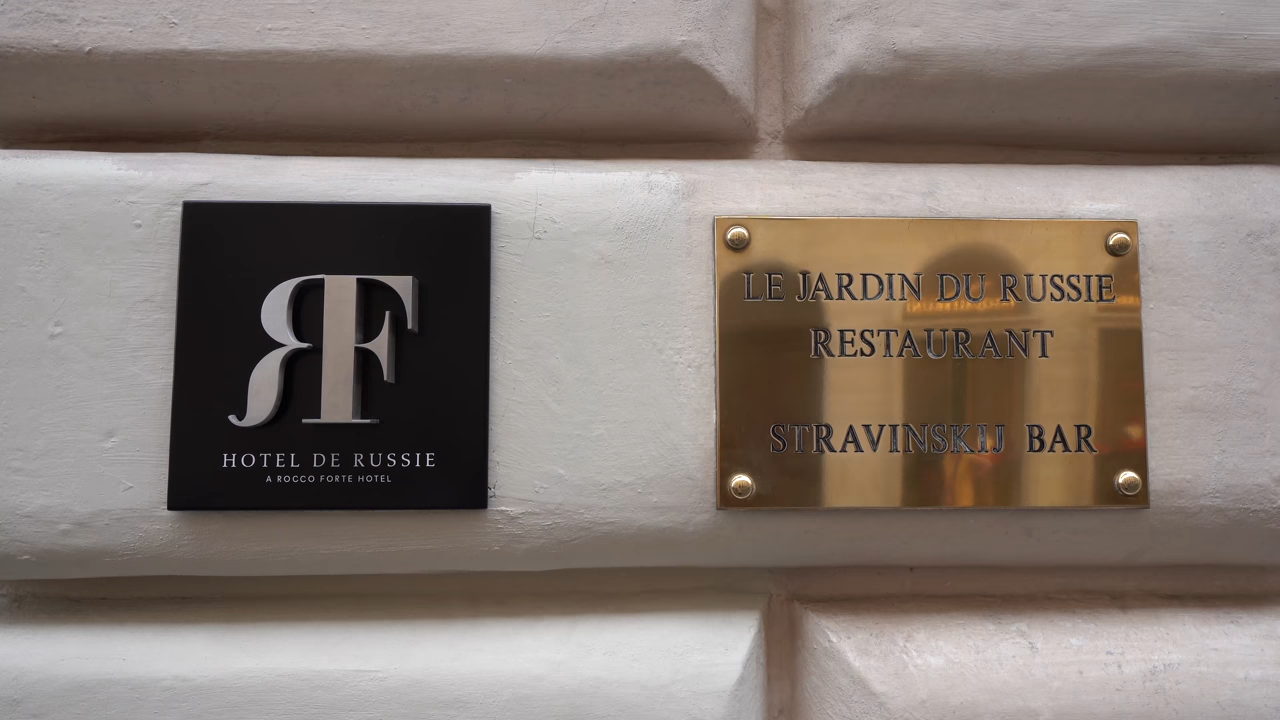 RF
HOTEL DE RUSSIE
A ROCCO FORTE HOTEL
LE JARDIN DU RUSSIE
RESTAURANT
STRAVINSKIJ BAR